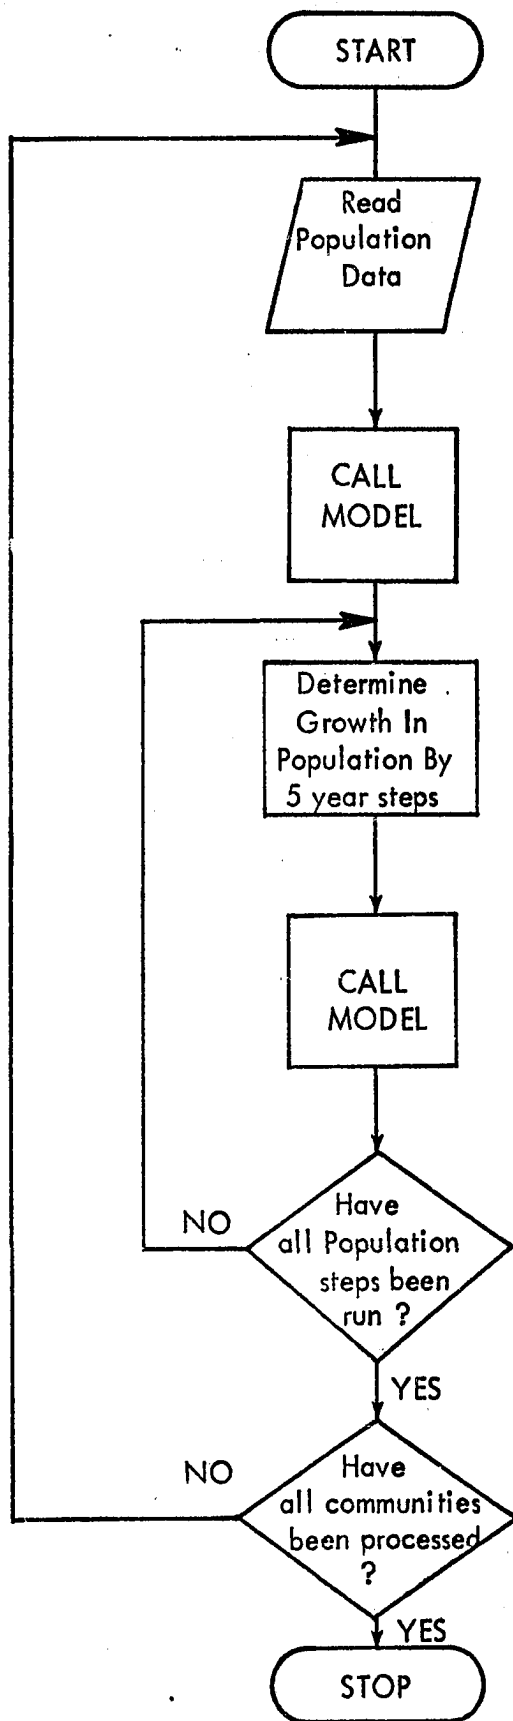 START
Read
Population
Data
CALL
MODEL
Determine
Growth In
Population By
5 year steps
CALL
MODEL
Have
all Population
steps been
run ?
NO
YES
Have
all communities
been processed
?
NO
YES
STOP